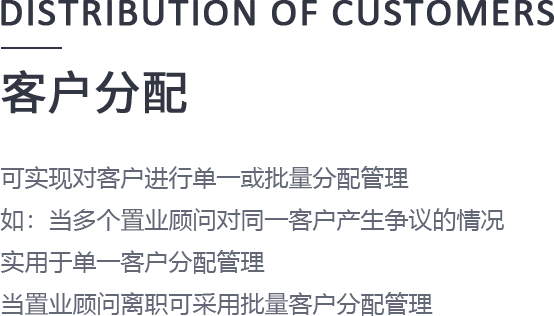 DISTRIBUTION OF CUSTOMERS
客户分配
可实现对客户进行单一或批量分配管理
如：当多个置业顾问对同一客户产生争议的情况
实用于单一客户分配管理
当置业顾问离职可采用批量客户分配管理